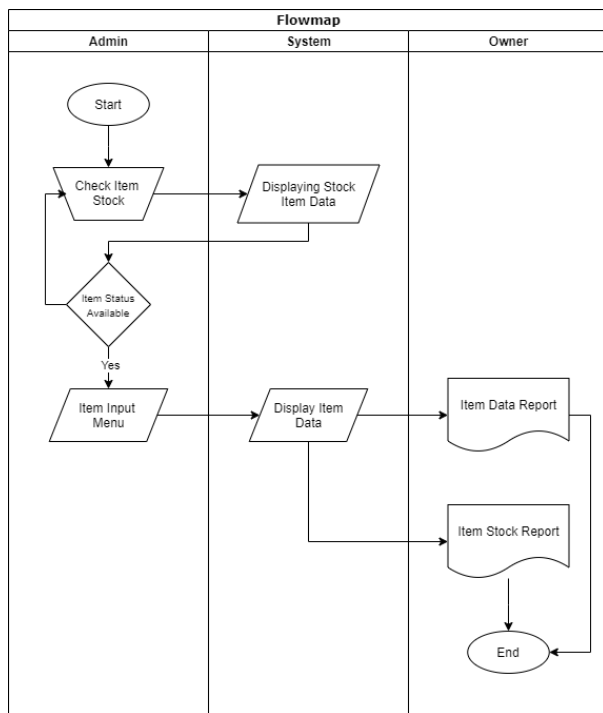 Flowmap
Admin
System
Owner
Start
Check Item
Stock
Displaying Stock
Item Data
Item Status
Available
Yes
Item Input
Menu
Display Item
Data
Item Data Report
Item Stock Report
End